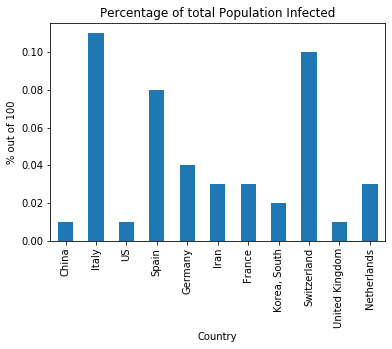 Percentage of total Population Infected
% out of 100
0.10
0.08
0.06
0.04
0.02
0.00
China
Italy
US
Spain
Germany
Iran
France
Korea, South
Switzerland
United Kingdom
Netherlands
Country